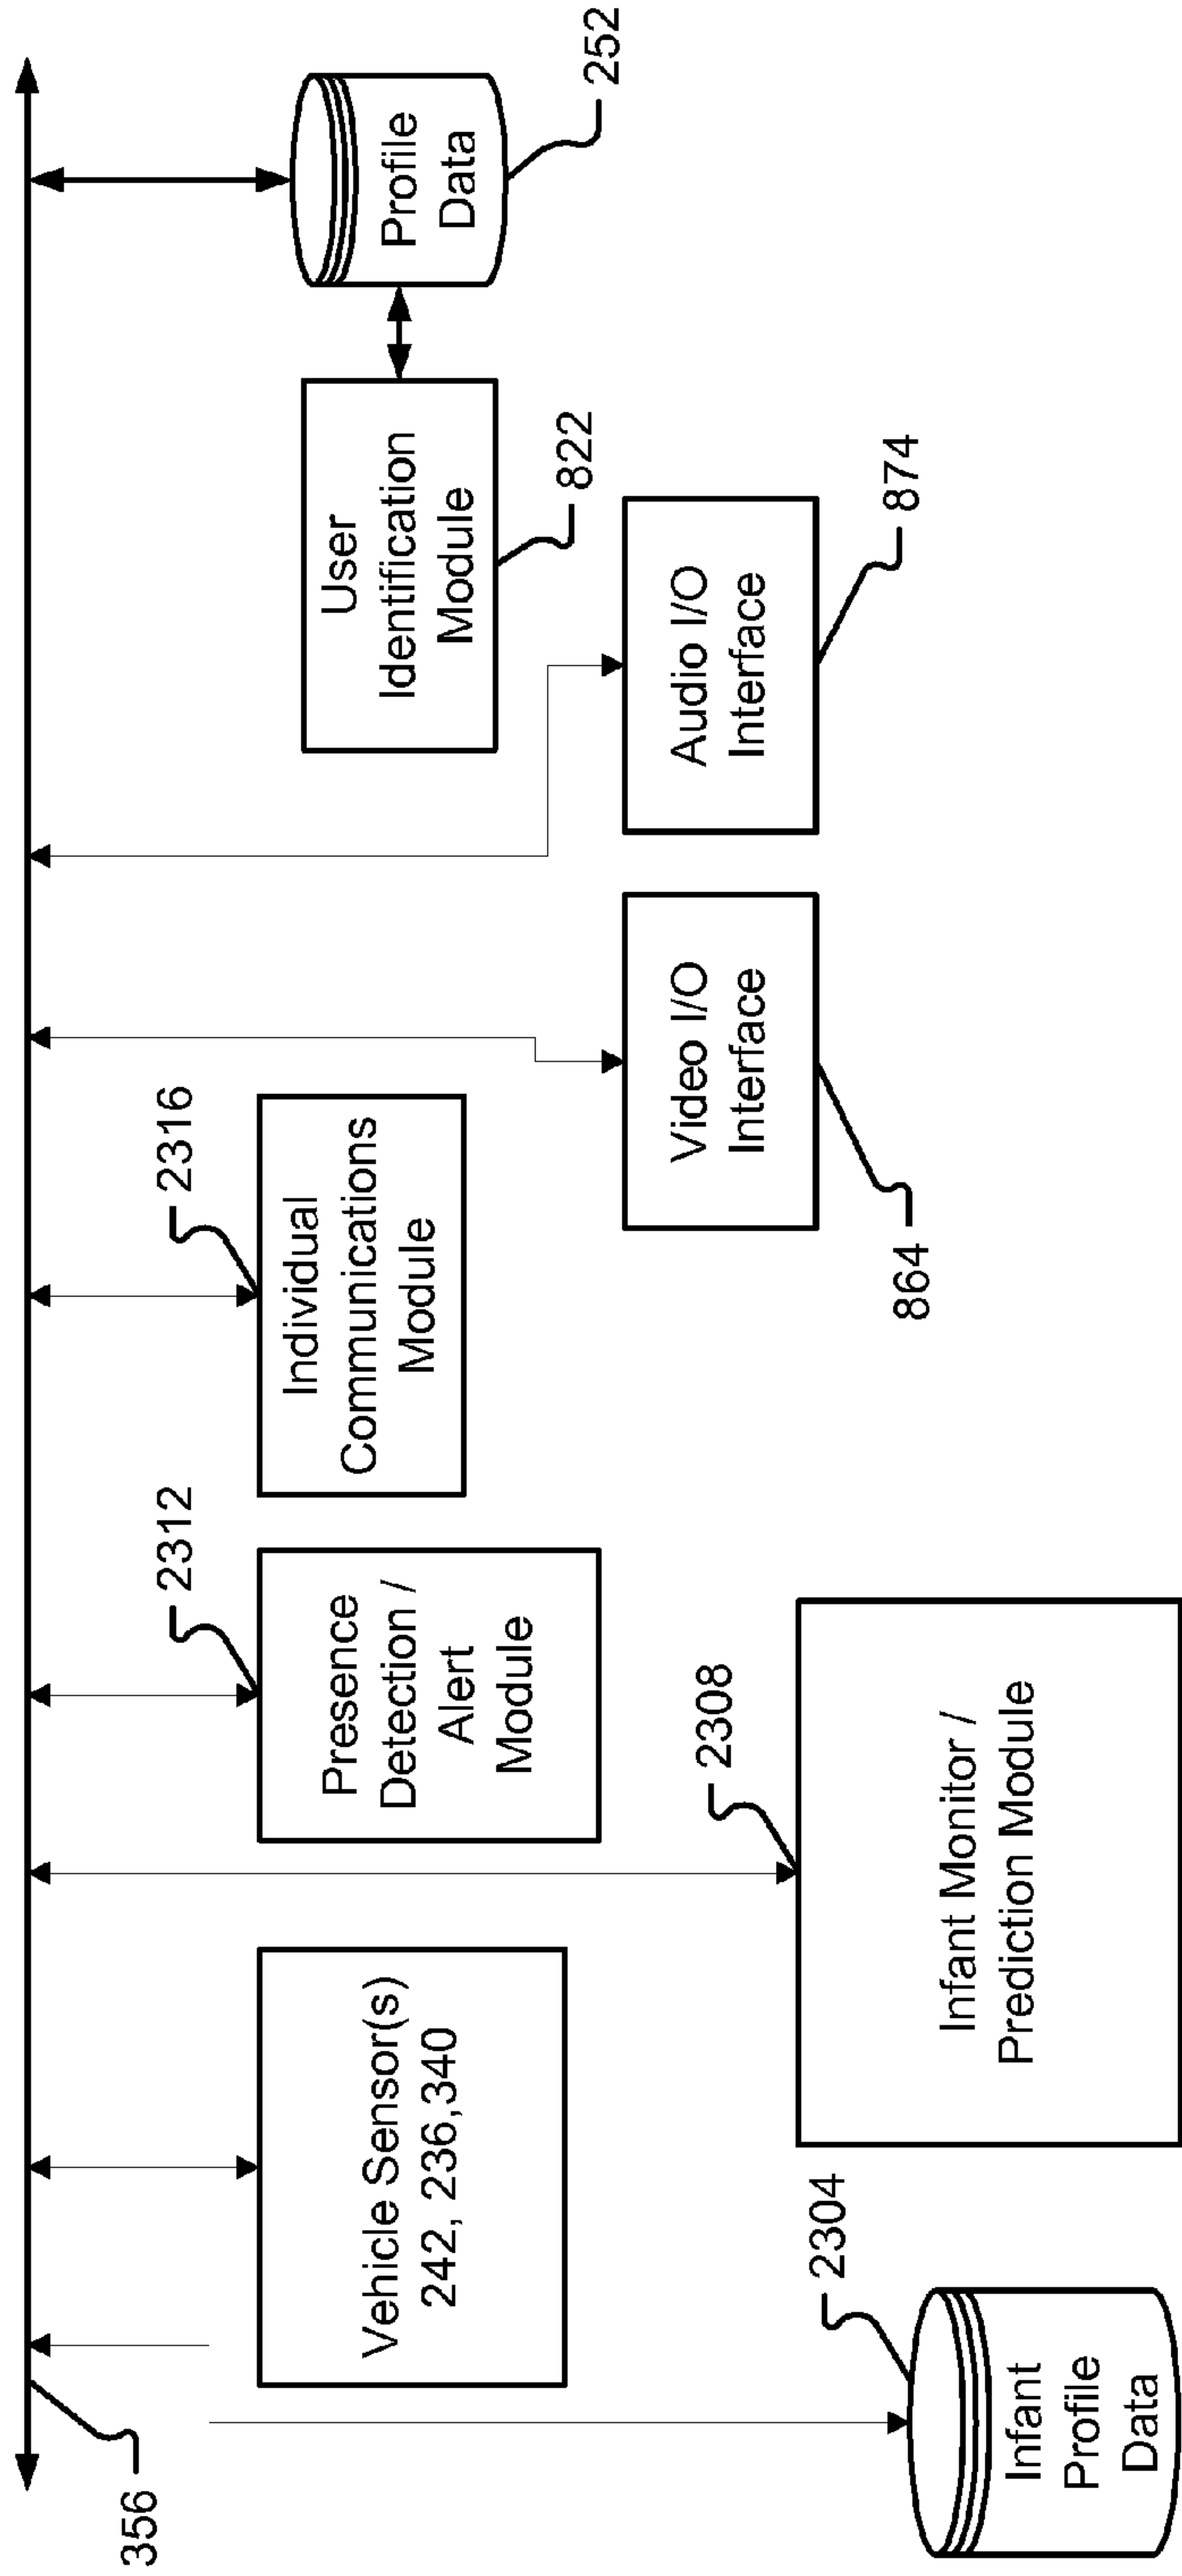 356
Vehicle Sensor(s)
242, 236,340
2304
Infant
Profile
Data
2308
Infant Monitor /
Prediction Module
2312
Presence
Detection /
Alert
Module
2316
Individual
Communications
Module
Video I/O
Interface
864
Audio I/O
Interface
874
User
Identification
Module
822
Profile
Data
252